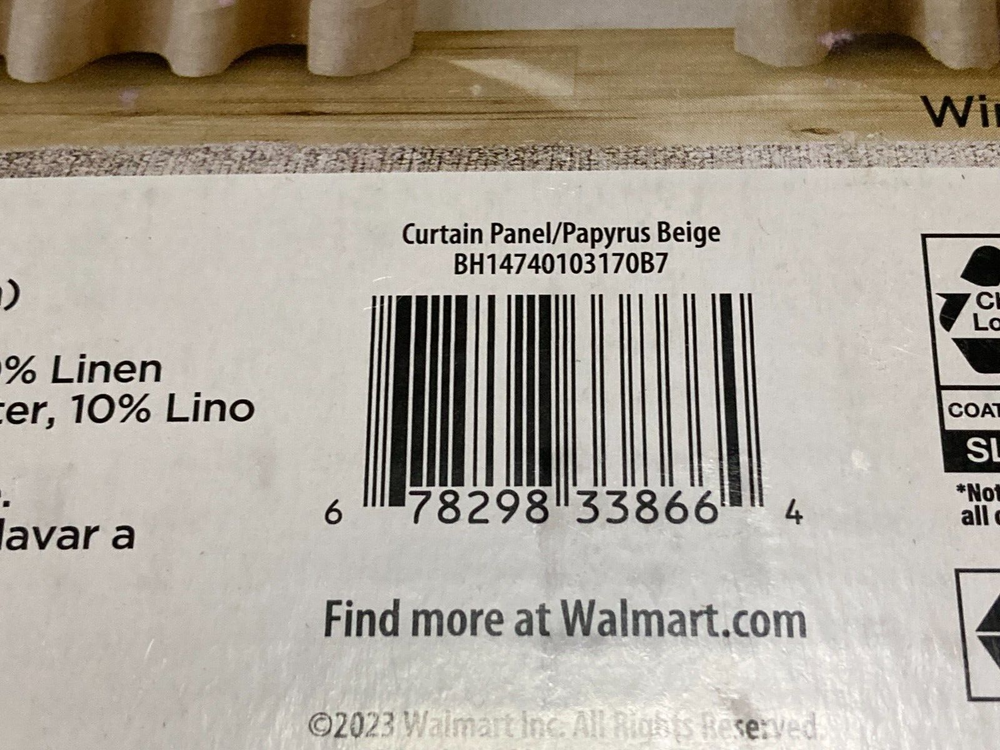 Wi
Curtain Panel/Papyrus Beige
BH14740103170B7
)
% Linen
ter, 10% Lino
.
lavar a
6 78298 33866 4
Find more at Walmart.com
©2023 Walmart Inc. All Rights Reserved.
C
Lo
COAT
SL
*Not
all